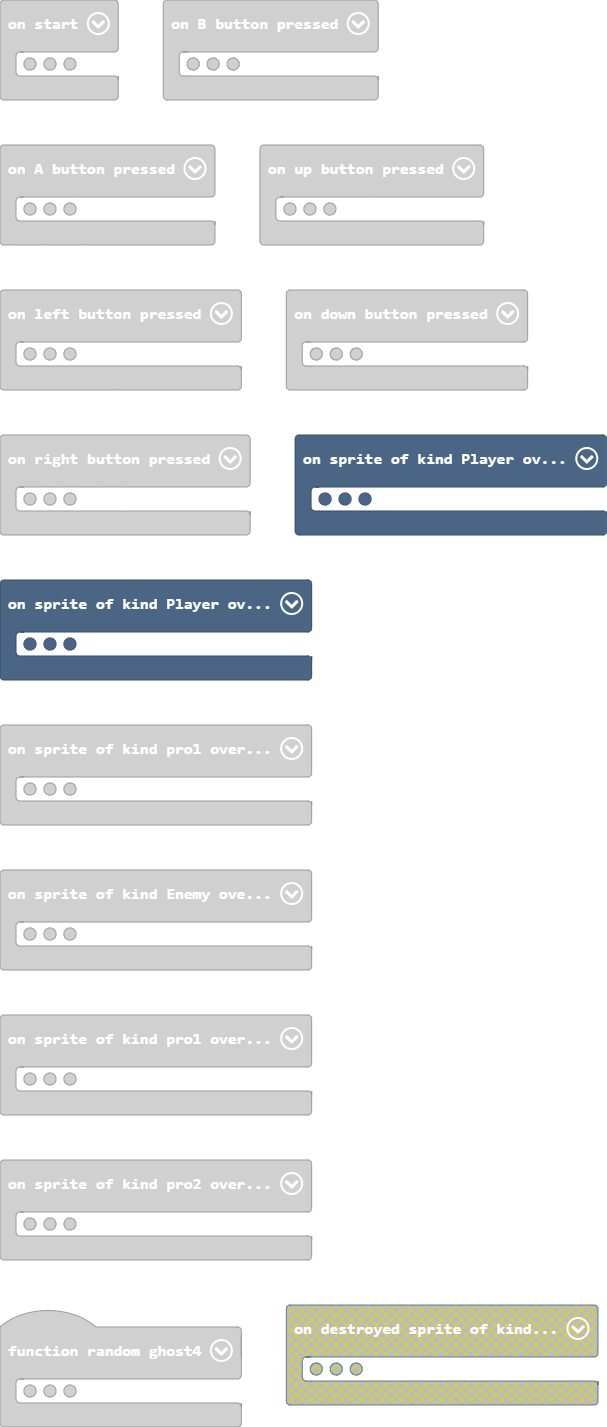 on start
on B button pressed
on A button pressed
on up button pressed
on left button pressed
on down button pressed
on right button pressed
on sprite of kind Player ov...
on sprite of kind Player ov...
on sprite of kind pro1 over...
on sprite of kind Enemy ove...
on sprite of kind pro1 over...
on sprite of kind pro2 over...
function random ghost4
on destroyed sprite of kind...